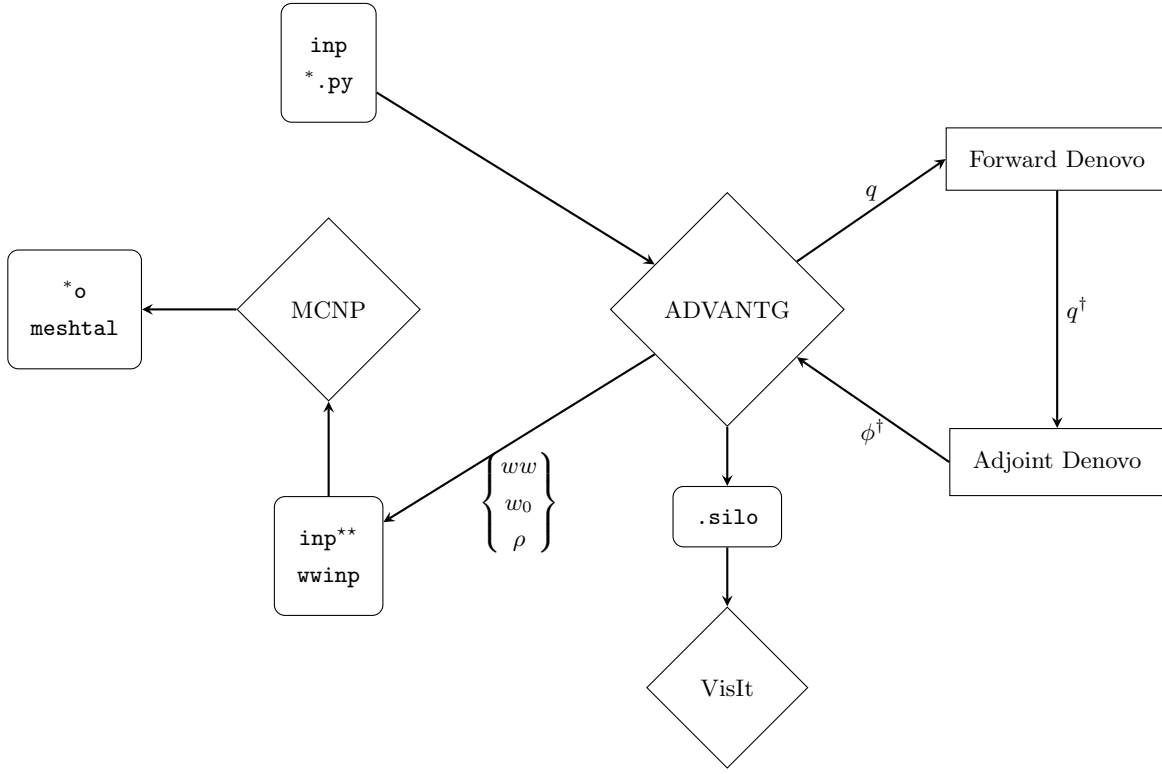 inp
*.py
Forward Denovo
q
*o
meshtal
MCNP
ADVANTG
q†
ϕ†
Adjoint Denovo
ww
w₀
ρ
.silo
inp⋆⋆
wwinp
VisIt